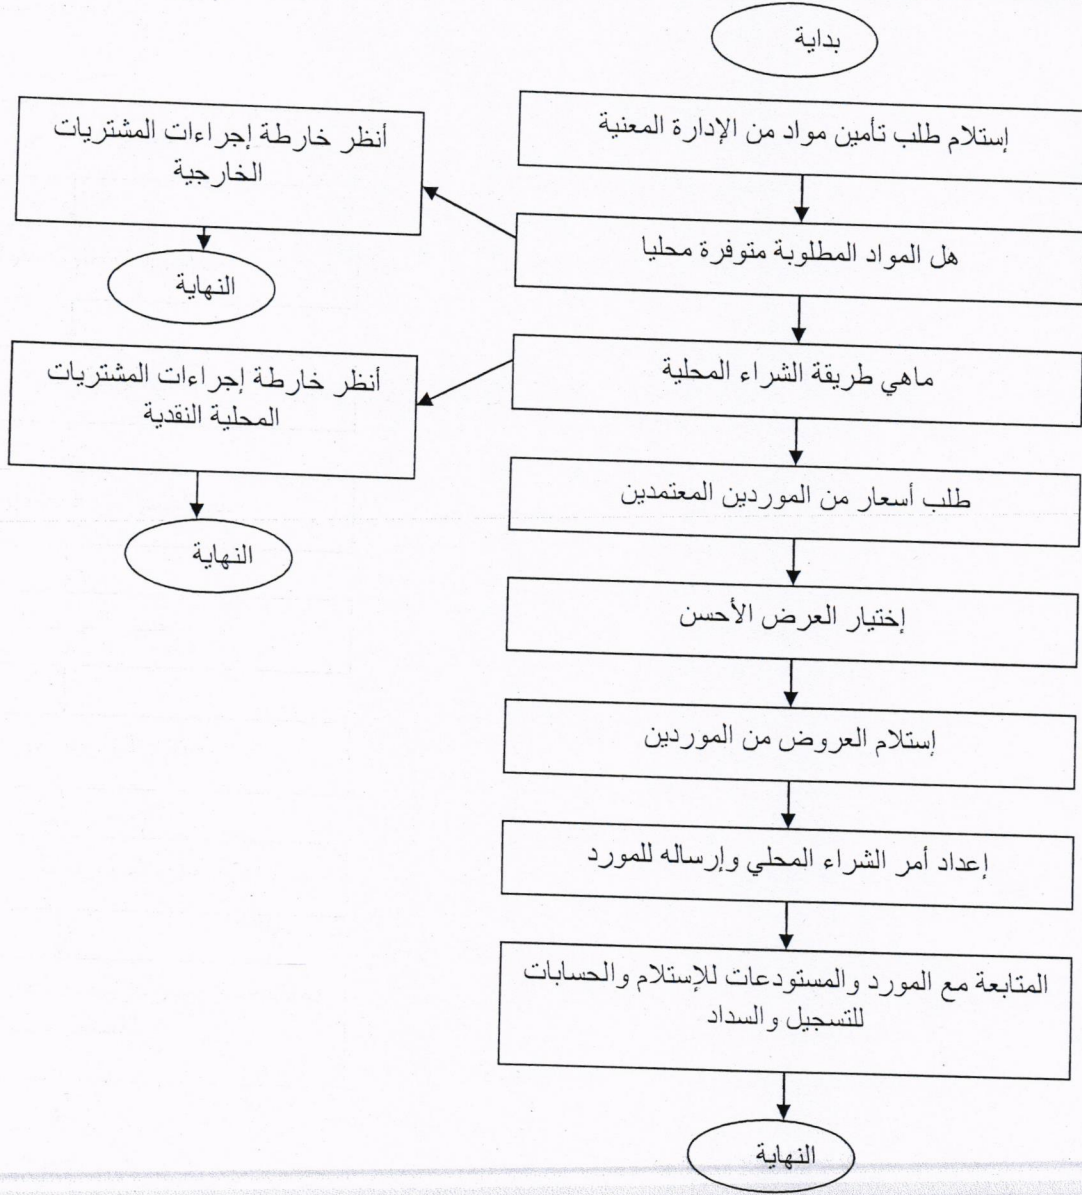 بداية
إستلام طلب تأمين مواد من الإدارة المعنية
هل المواد المطلوبة متوفرة محليا
أنظر خارطة إجراءات المشتريات
الخارجية
النهاية
ماهي طريقة الشراء المحلية
أنظر خارطة إجراءات المشتريات
المحلية النقدية
النهاية
طلب أسعار من الموردين المعتمدين
إختيار العرض الأحسن
إستلام العروض من الموردين
إعداد أمر الشراء المحلي وإرساله للمورد
المتابعة مع المورد والمستودعات للإستلام والحسابات
للتسجيل والسداد
النهاية